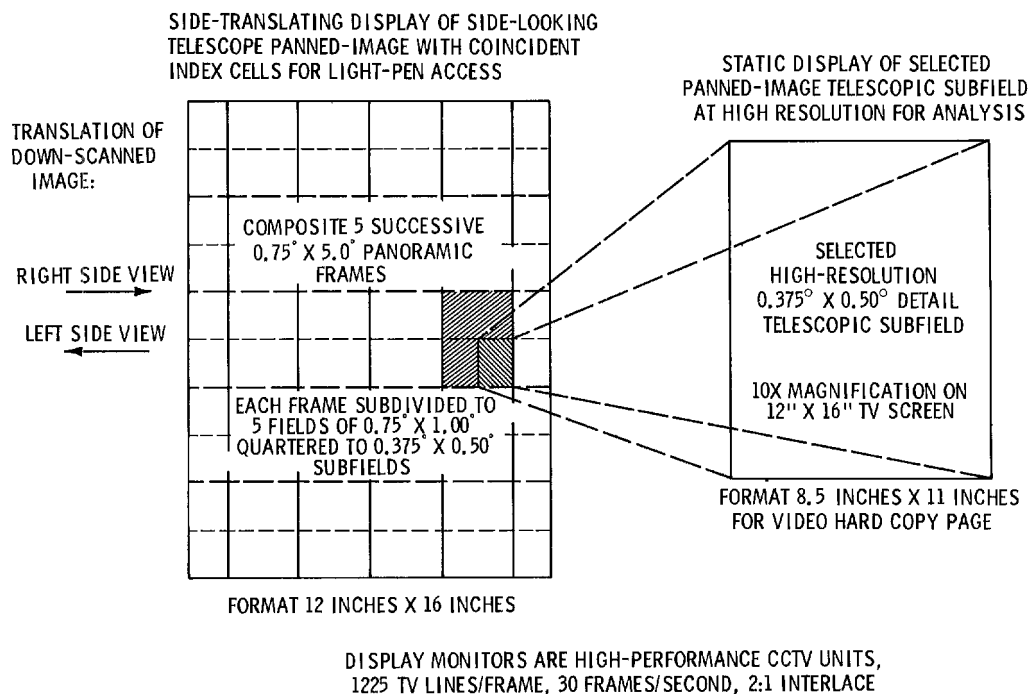 SIDE-TRANSLATING DISPLAY OF SIDE-LOOKING
TELESCOPE PANNED-IMAGE WITH COINCIDENT
INDEX CELLS FOR LIGHT-PEN ACCESS
STATIC DISPLAY OF SELECTED
PANNED-IMAGE TELESCOPIC SUBFIELD
AT HIGH RESOLUTION FOR ANALYSIS
TRANSLATION OF
DOWN-SCANNED
IMAGE:
COMPOSITE 5 SUCCESSIVE
0.75° X 5.0° PANORAMIC
FRAMES
RIGHT SIDE VIEW
LEFT SIDE VIEW
SELECTED
HIGH-RESOLUTION
0.375° X 0.50° DETAIL
TELESCOPIC SUBFIELD
10X MAGNIFICATION ON
12" X 16" TV SCREEN
EACH FRAME SUBDIVIDED TO
5 FIELDS OF 0.75° X 1.00°
QUARTERED TO 0.375° X 0.50°
SUBFIELDS
FORMAT 8.5 INCHES X 11 INCHES
FOR VIDEO HARD COPY PAGE
FORMAT 12 INCHES X 16 INCHES
DISPLAY MONITORS ARE HIGH-PERFORMANCE CCTV UNITS,
1225 TV LINES/FRAME, 30 FRAMES/SECOND, 2:1 INTERLACE